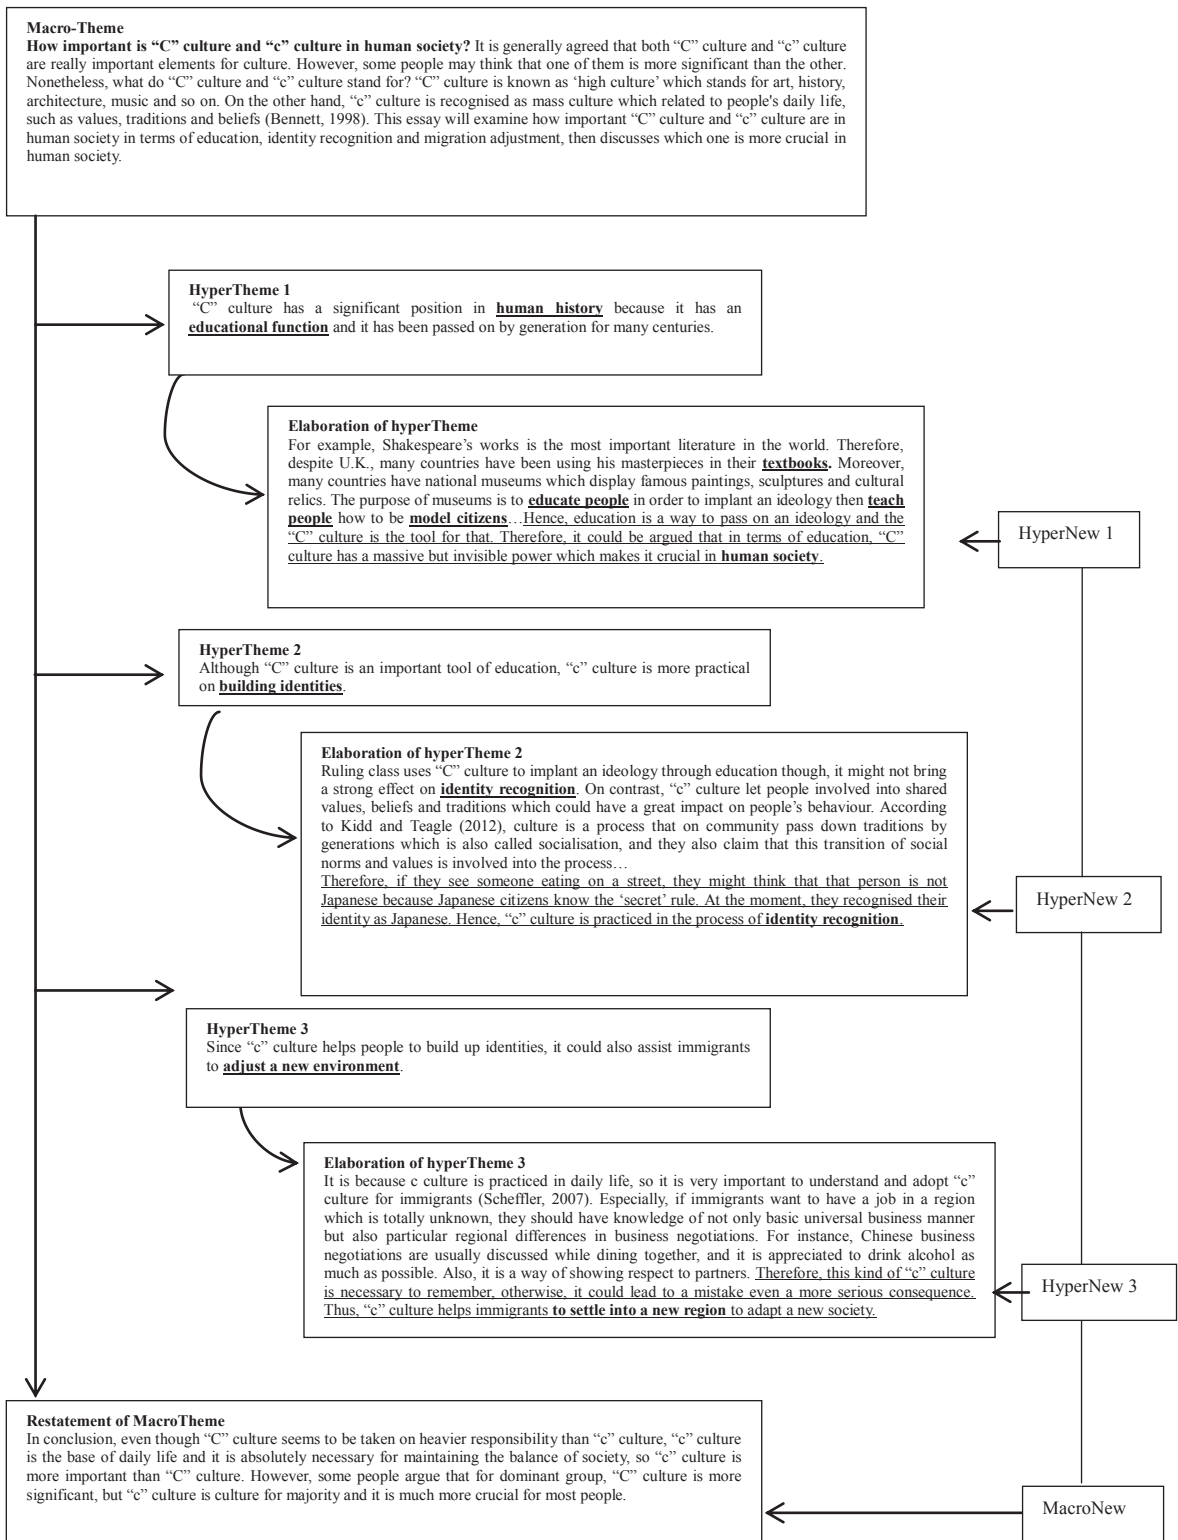 Macro-Theme
How important is “C” culture and “c” culture in human society? It is generally agreed that both “C” culture and “c” culture
are really important elements for culture. However, some people may think that one of them is more significant than the other.
Nonetheless, what do “C” culture and “c” culture stand for? “C” culture is known as ‘high culture’ which stands for art, history,
architecture, music and so on. On the other hand, “c” culture is recognised as mass culture which related to people's daily life,
such as values, traditions and beliefs (Bennett, 1998). This essay will examine how important “C” culture and “c” culture are in
human society in terms of education, identity recognition and migration adjustment, then discusses which one is more crucial in
human society.
HyperTheme 1
“C” culture has a significant position in human history because it has an
educational function and it has been passed on by generation for many centuries.
Elaboration of hyperTheme
For example, Shakespeare’s works is the most important literature in the world. Therefore,
despite U.K., many countries have been using his masterpieces in their textbooks. Moreover,
many countries have national museums which display famous paintings, sculptures and cultural
relics. The purpose of museums is to educate people in order to implant an ideology then teach
people how to be model citizens…Hence, education is a way to pass on an ideology and the
“C” culture is the tool for that. Therefore, it could be argued that in terms of education, “C”
culture has a massive but invisible power which makes it crucial in human society.
HyperNew 1
HyperTheme 2
Although “C” culture is an important tool of education, “c” culture is more practical
on building identities.
Elaboration of hyperTheme 2
Ruling class uses “C” culture to implant an ideology through education though, it might not bring
a strong effect on identity recognition. On contrast, “c” culture let people involved into shared
values, beliefs and traditions which could have a great impact on people’s behaviour. According
to Kidd and Teagle (2012), culture is a process that on community pass down traditions by
generations which is also called socialisation, and they also claim that this transition of social
norms and values is involved into the process…
Therefore, if they see someone eating on a street, they might think that that person is not
Japanese because Japanese citizens know the ‘secret’ rule. At the moment, they recognised their
identity as Japanese. Hence, “c” culture is practiced in the process of identity recognition.
HyperNew 2
HyperTheme 3
Since “c” culture helps people to build up identities, it could also assist immigrants
to adjust a new environment.
Elaboration of hyperTheme 3
It is because c culture is practiced in daily life, so it is very important to understand and adopt “c”
culture for immigrants (Scheffler, 2007). Especially, if immigrants want to have a job in a region
which is totally unknown, they should have knowledge of not only basic universal business manner
but also particular regional differences in business negotiations. For instance, Chinese business
negotiations are usually discussed while dining together, and it is appreciated to drink alcohol as
much as possible. Also, it is a way of showing respect to partners. Therefore, this kind of “c” culture
is necessary to remember, otherwise, it could lead to a mistake even a more serious consequence.
Thus, “c” culture helps immigrants to settle into a new region to adapt a new society.
HyperNew 3
Restatement of MacroTheme
In conclusion, even though “C” culture seems to be taken on heavier responsibility than “c” culture, “c” culture
is the base of daily life and it is absolutely necessary for maintaining the balance of society, so “c” culture is
more important than “C” culture. However, some people argue that for dominant group, “C” culture is more
significant, but “c” culture is culture for majority and it is much more crucial for most people.
MacroNew